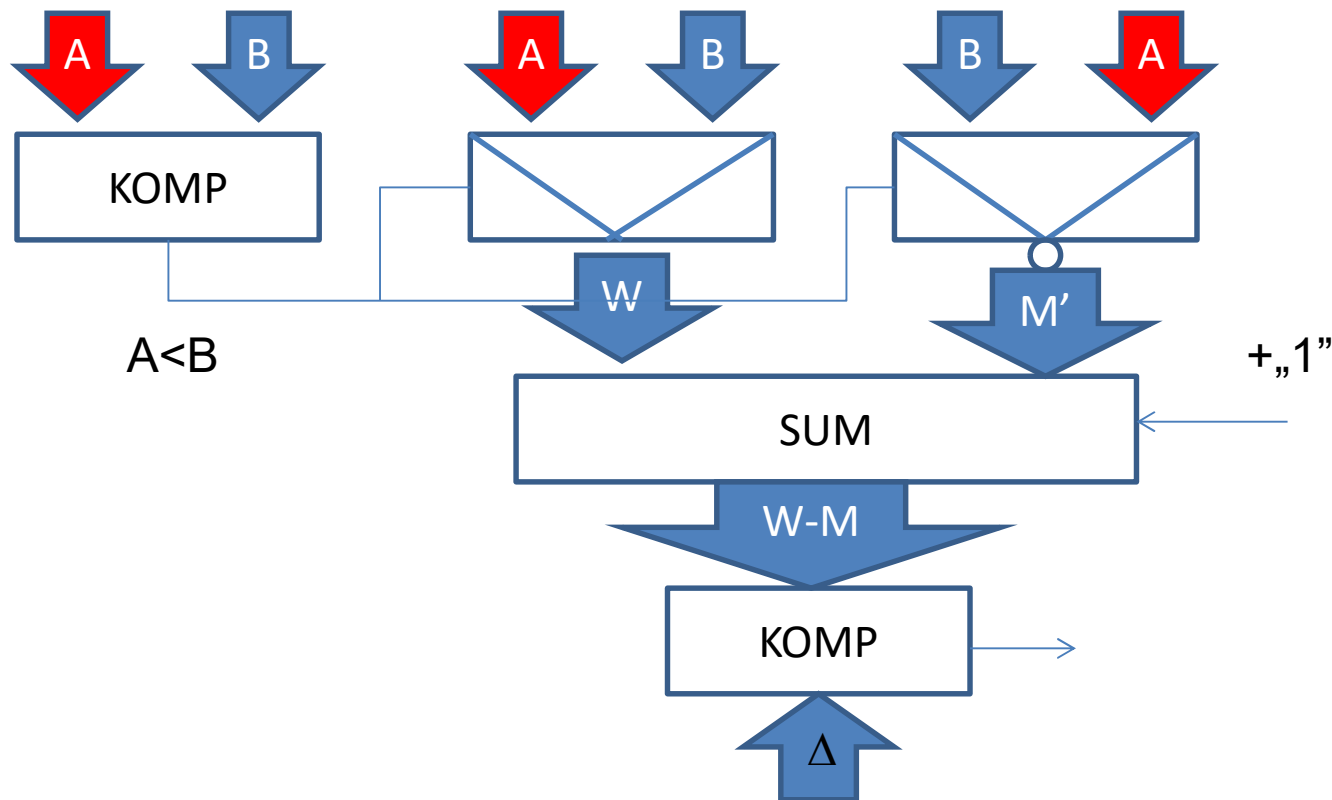 A B A B B A
KOMP
W
M’
A<B
+„1”
SUM
W-M
KOMP
Δ